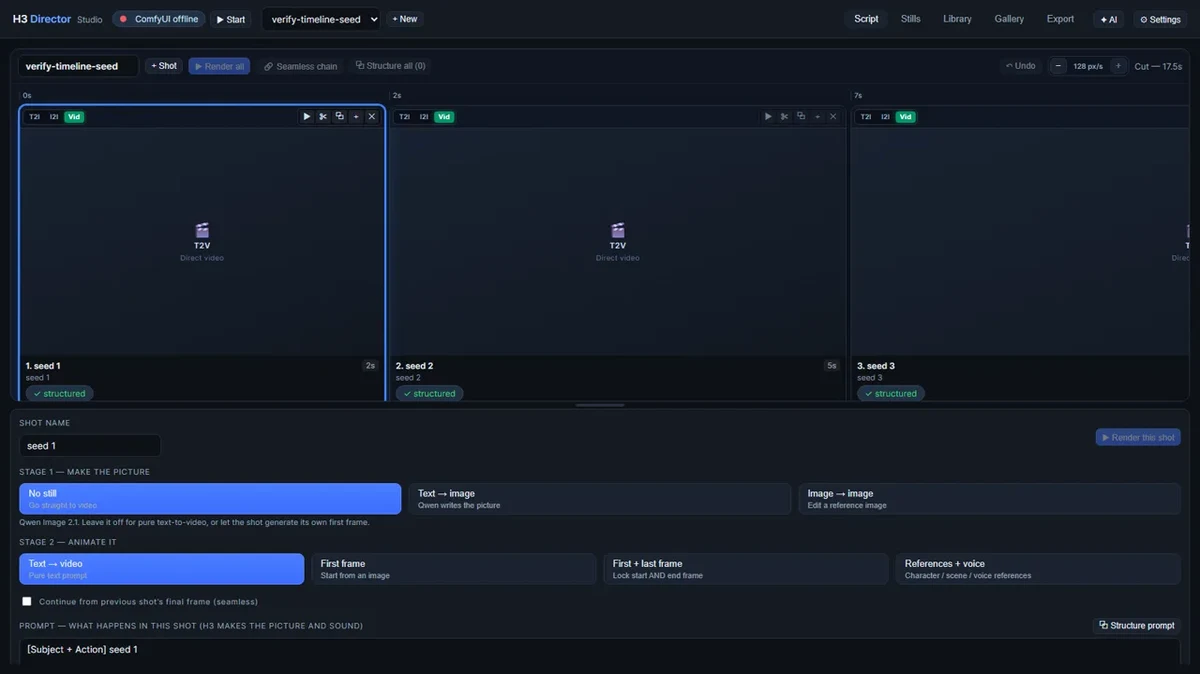 H3 Director Studio ComfyUI offline Start verify-timeline-seed + New Script Stills Library Gallery Export AI Settings
verify-timeline-seed + Shot Render all Seamless chain Structure all (0) Undo − 128 px/s + Cut — 17.5s
0s 2s 7s
T2I I2I Vid T2I I2I Vid T2I I2I Vid
T2V T2V
Direct video Direct video
1. seed 1 2s 2. seed 2 5s 3. seed 3
seed 1 seed 2 seed 3
✓ structured ✓ structured ✓ structured
SHOT NAME
seed 1 Render this shot
STAGE 1 — MAKE THE PICTURE
No still Text → image Image → image
Go straight to video Qwen writes the picture Edit a reference image
Qwen Image 2.1. Leave it off for pure text-to-video, or let the shot generate its own first frame.
STAGE 2 — ANIMATE IT
Text → video First frame First + last frame References + voice
Pure text prompt Start from an image Lock start AND end frame Character / scene / voice references
Continue from previous shot's final frame (seamless)
PROMPT — WHAT HAPPENS IN THIS SHOT (H3 MAKES THE PICTURE AND SOUND) Structure prompt
[Subject + Action] seed 1